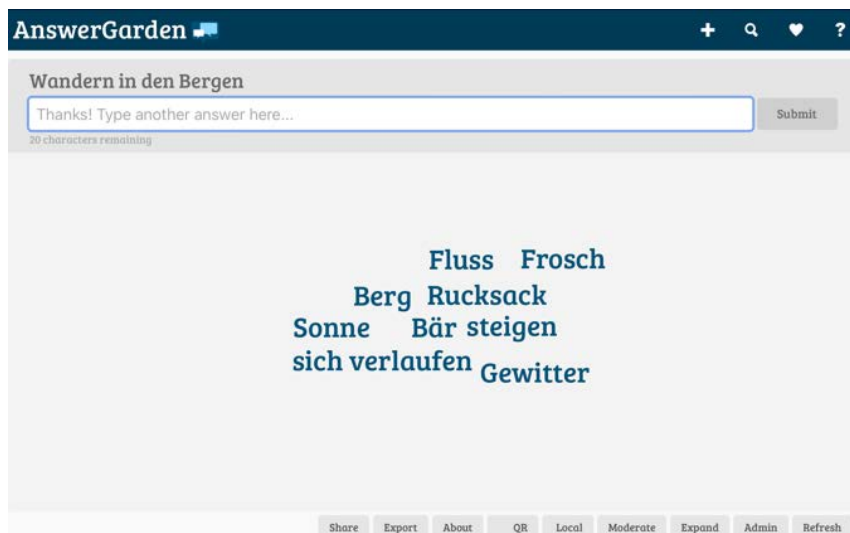 AnswerGarden
Wandern in den Bergen
Thanks! Type another answer here...
Submit
20 characters remaining
Fluss Frosch
Berg Rucksack
Sonne Bär steigen
sich verlaufen Gewitter
Share Export About QR Local Moderate Expand Admin Refresh